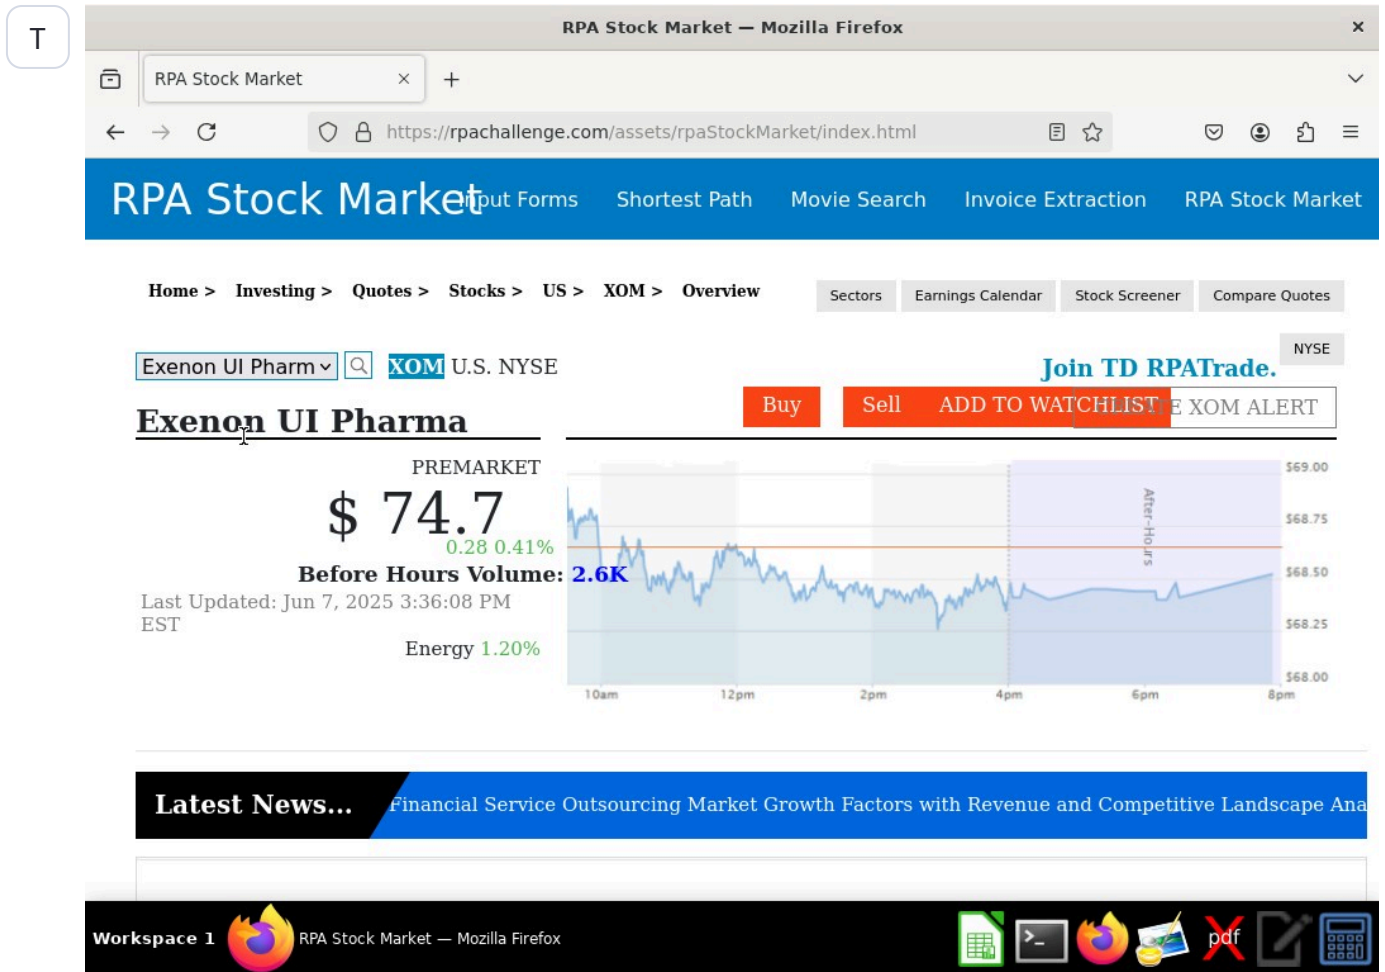 T
RPA Stock Market — Mozilla Firefox
RPA Stock Market
https://rpachallenge.com/assets/rpaStockMarket/index.html
RPA Stock Market
Input Forms Shortest Path Movie Search Invoice Extraction RPA Stock Market
Home > Investing > Quotes > Stocks > US > XOM > Overview
Sectors Earnings Calendar Stock Screener Compare Quotes
NYSE
Exenon UI Pharm XOM U.S. NYSE
Join TD RPATrade.
Buy Sell ADD TO WATCHLIST CREATE XOM ALERT
Exenon UI Pharma
PREMARKET
$ 74.7
0.28 0.41%
Before Hours Volume: 2.6K
Last Updated: Jun 7, 2025 3:36:08 PM
EST
Energy 1.20%
$69.00
$68.75
$68.50
$68.25
$68.00
After-Hours
10am 12pm 2pm 4pm 6pm 8pm
Latest News... Financial Service Outsourcing Market Growth Factors with Revenue and Competitive Landscape Ana
Workspace 1 RPA Stock Market — Mozilla Firefox
>_
pdf